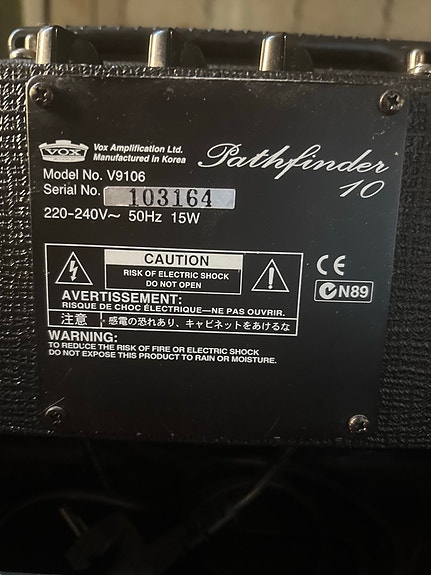 VOX Vox Amplification Ltd.
Manufactured in Korea
Pathfinder
10
Model No. V9106
Serial No. 103164
220-240V~ 50Hz 15W
CAUTION
RISK OF ELECTRIC SHOCK
DO NOT OPEN
AVERTISSEMENT:
RISQUE DE CHOC ÉLECTRIQUE—NE PAS OUVRIR.
注意 ・感電の恐れあり、キャビネットをあけるな
CE
N89
WARNING:
TO REDUCE THE RISK OF FIRE OR ELECTRIC SHOCK
DO NOT EXPOSE THIS PRODUCT TO RAIN OR MOISTURE.